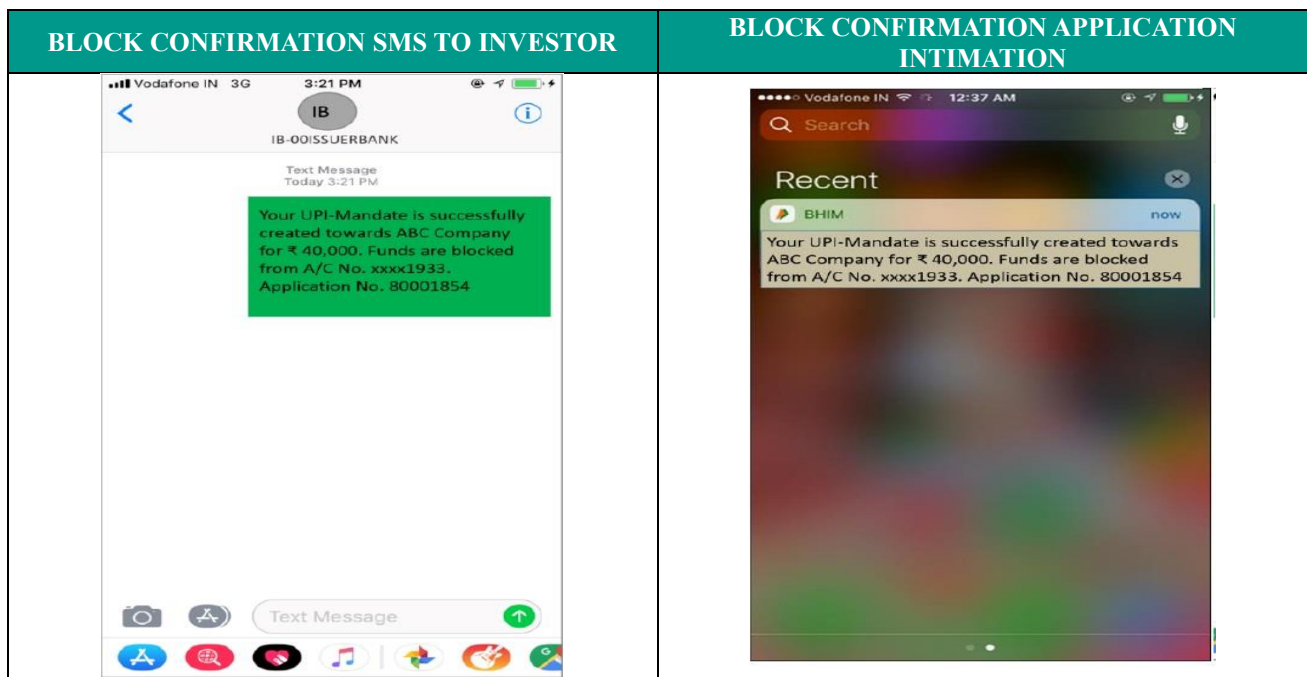 BLOCK CONFIRMATION SMS TO INVESTOR
BLOCK CONFIRMATION APPLICATION
INTIMATION
Vodafone IN 3G 3:21 PM
IB
IB-00ISSUERBANK
Text Message
Today 3:21 PM
Your UPI-Mandate is successfully
created towards ABC Company
for ₹ 40,000. Funds are blocked
from A/C No. xxxx1933.
Application No. 80001854
Text Message
Vodafone IN 12:37 AM
Search
Recent
BHIM now
Your UPI-Mandate is successfully created towards
ABC Company for ₹ 40,000. Funds are blocked
from A/C No. xxxx1933. Application No. 80001854